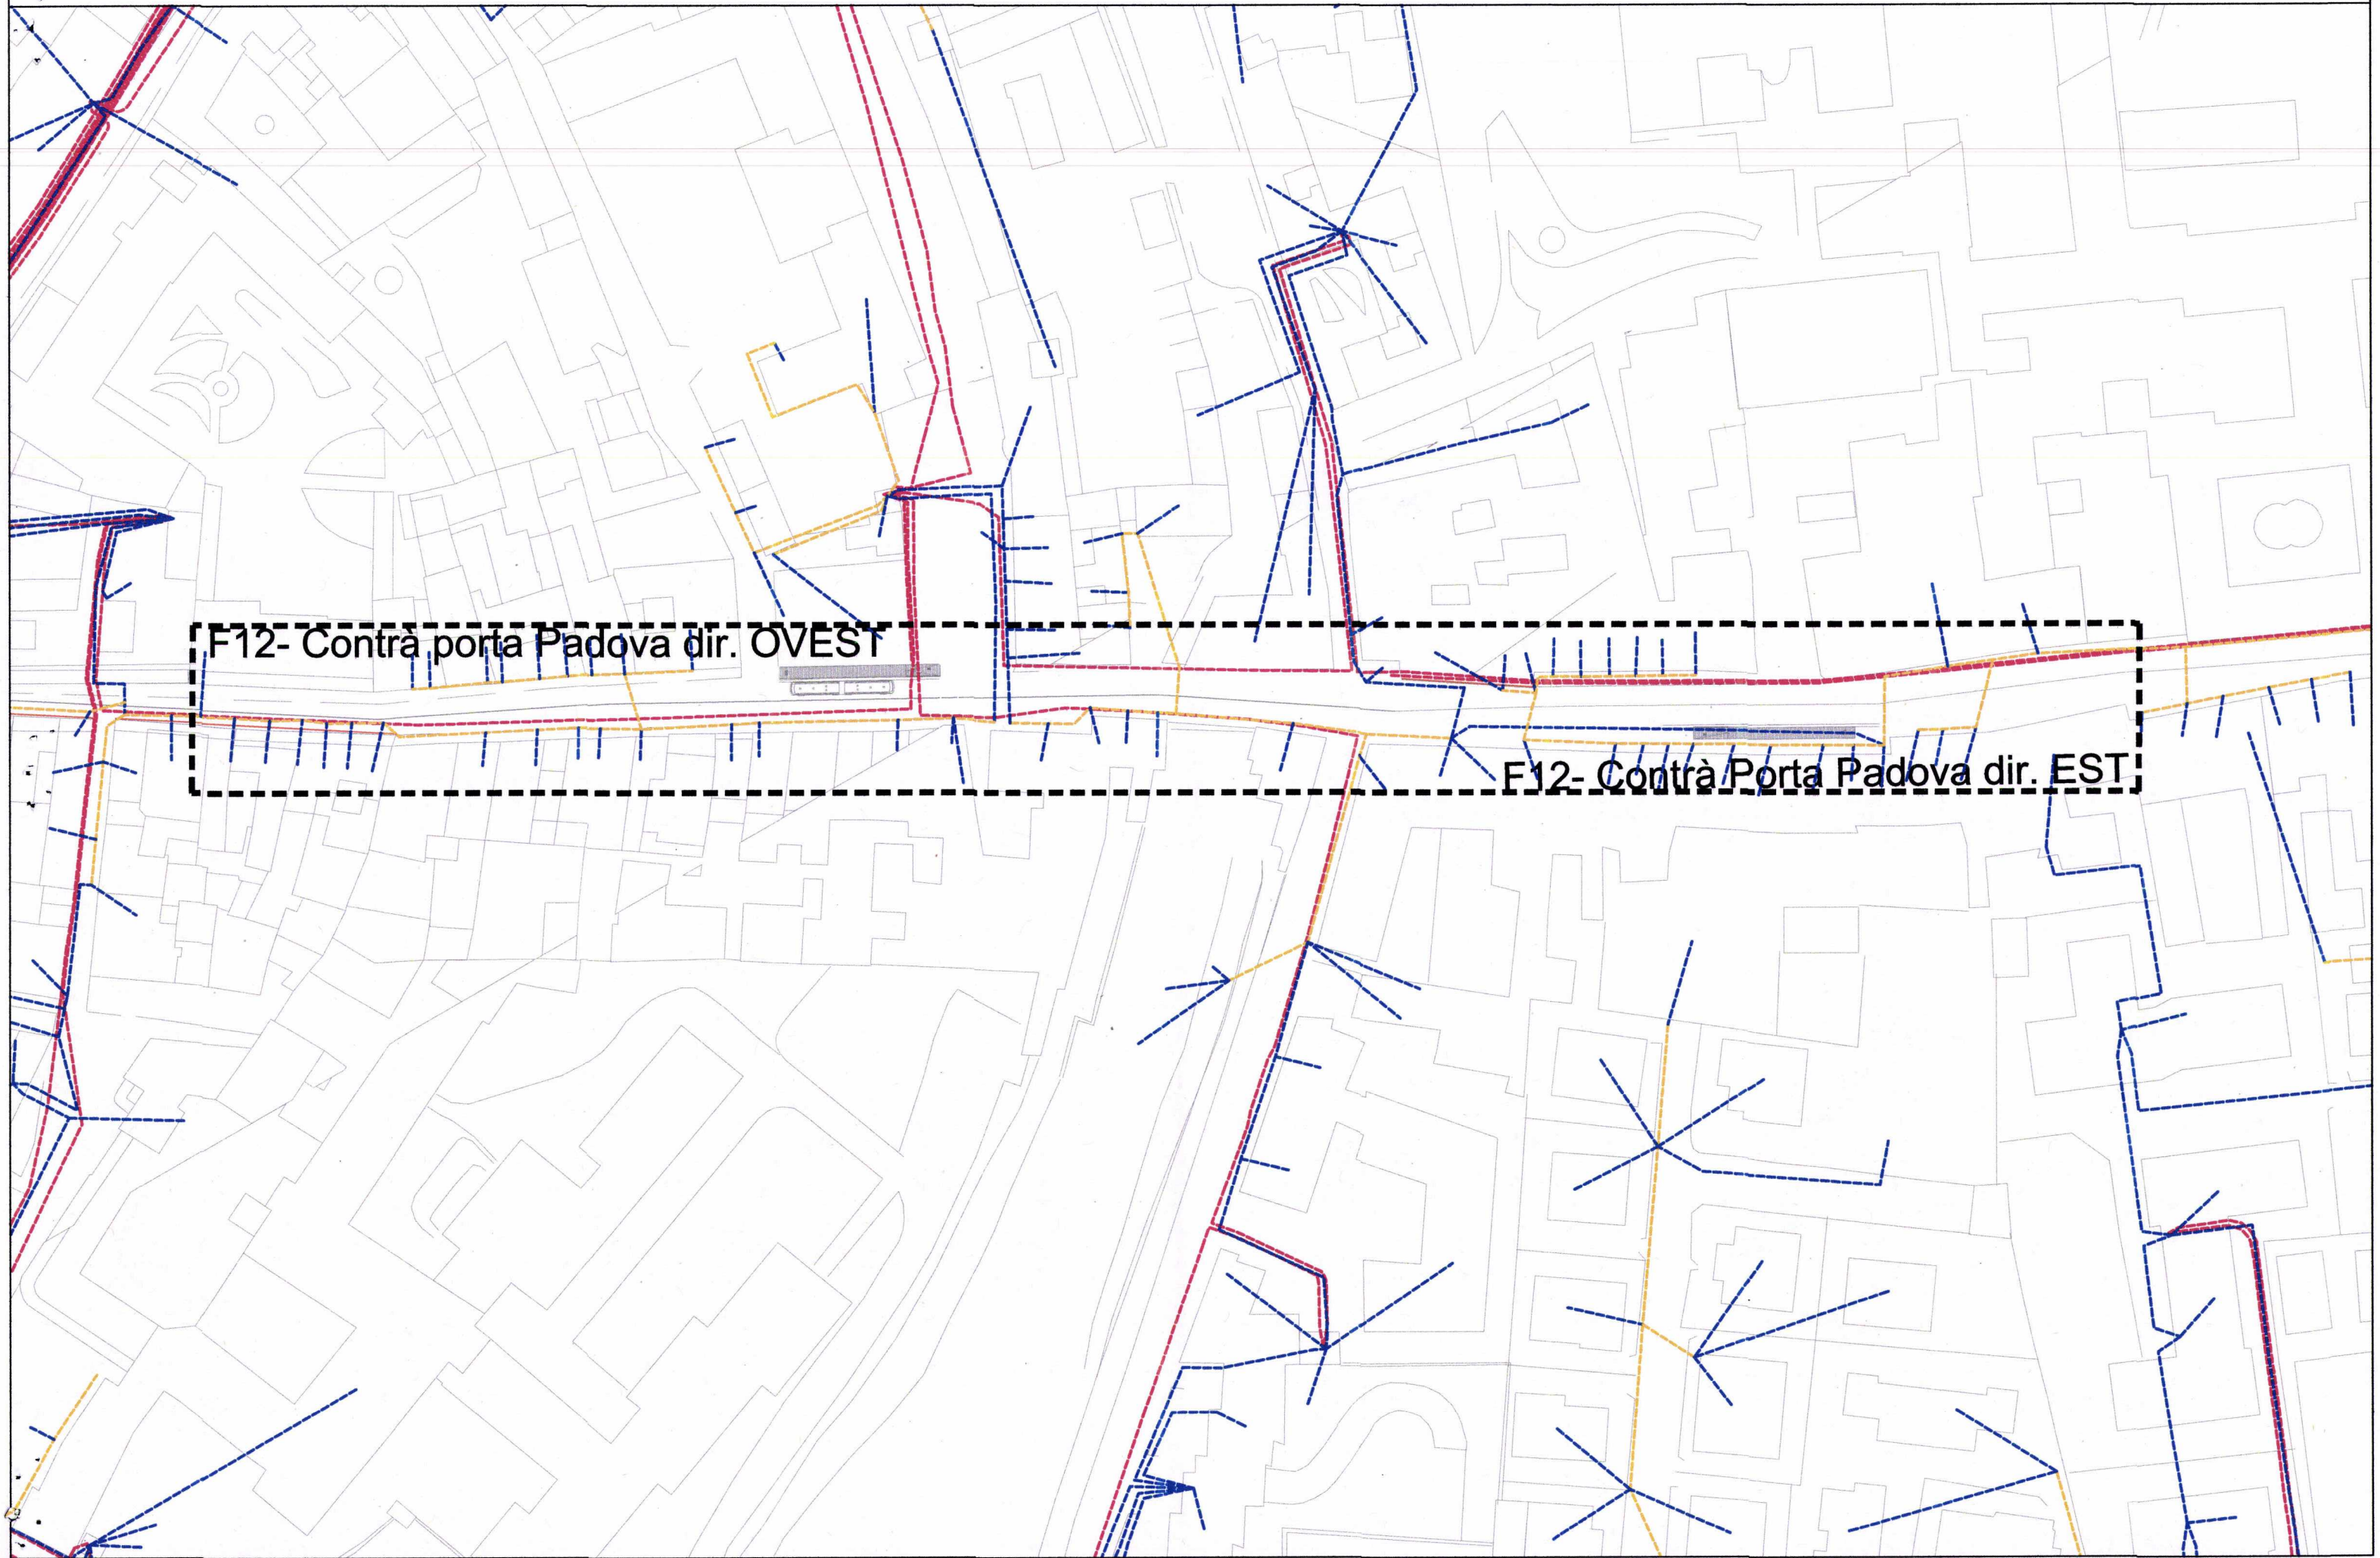 F12- Contrà porta Padova dir. OVEST
F12- Contrà Porta Padova dir. EST